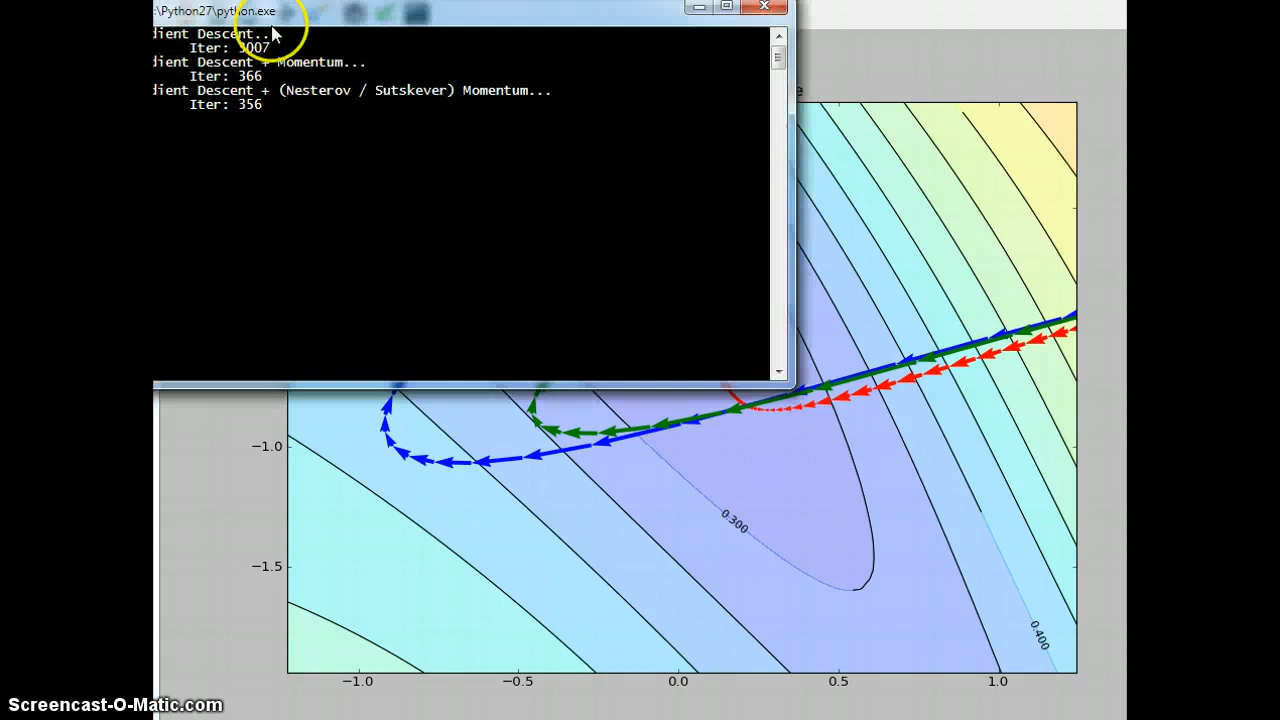 :\Python27\python.exe
dient Descent...
Iter: 3007
dient Descent + Momentum...
Iter: 366
dient Descent + (Nesterov / Sutskever) Momentum...
Iter: 356
e
−1.0
−1.5
0.300
0.400
−1.0 −0.5 0.0 0.5 1.0
Screencast-O-Matic.com